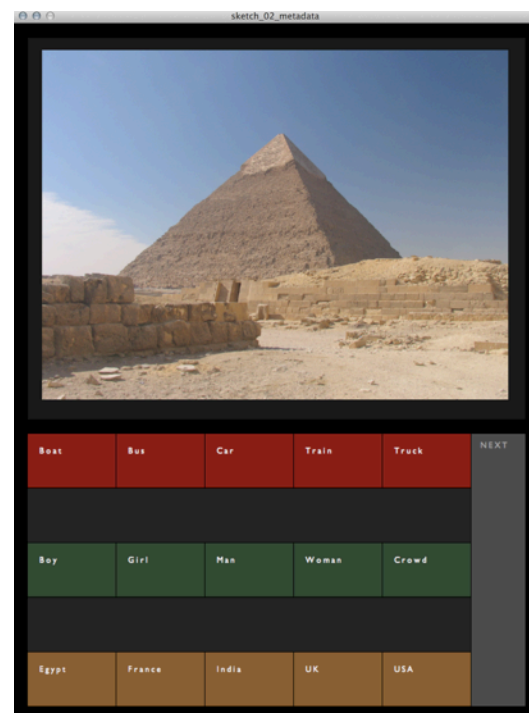 sketch_02_metadata
Boat Bus Car Train Truck NEXT
Boy Girl Man Woman Crowd
Egypt France India UK USA